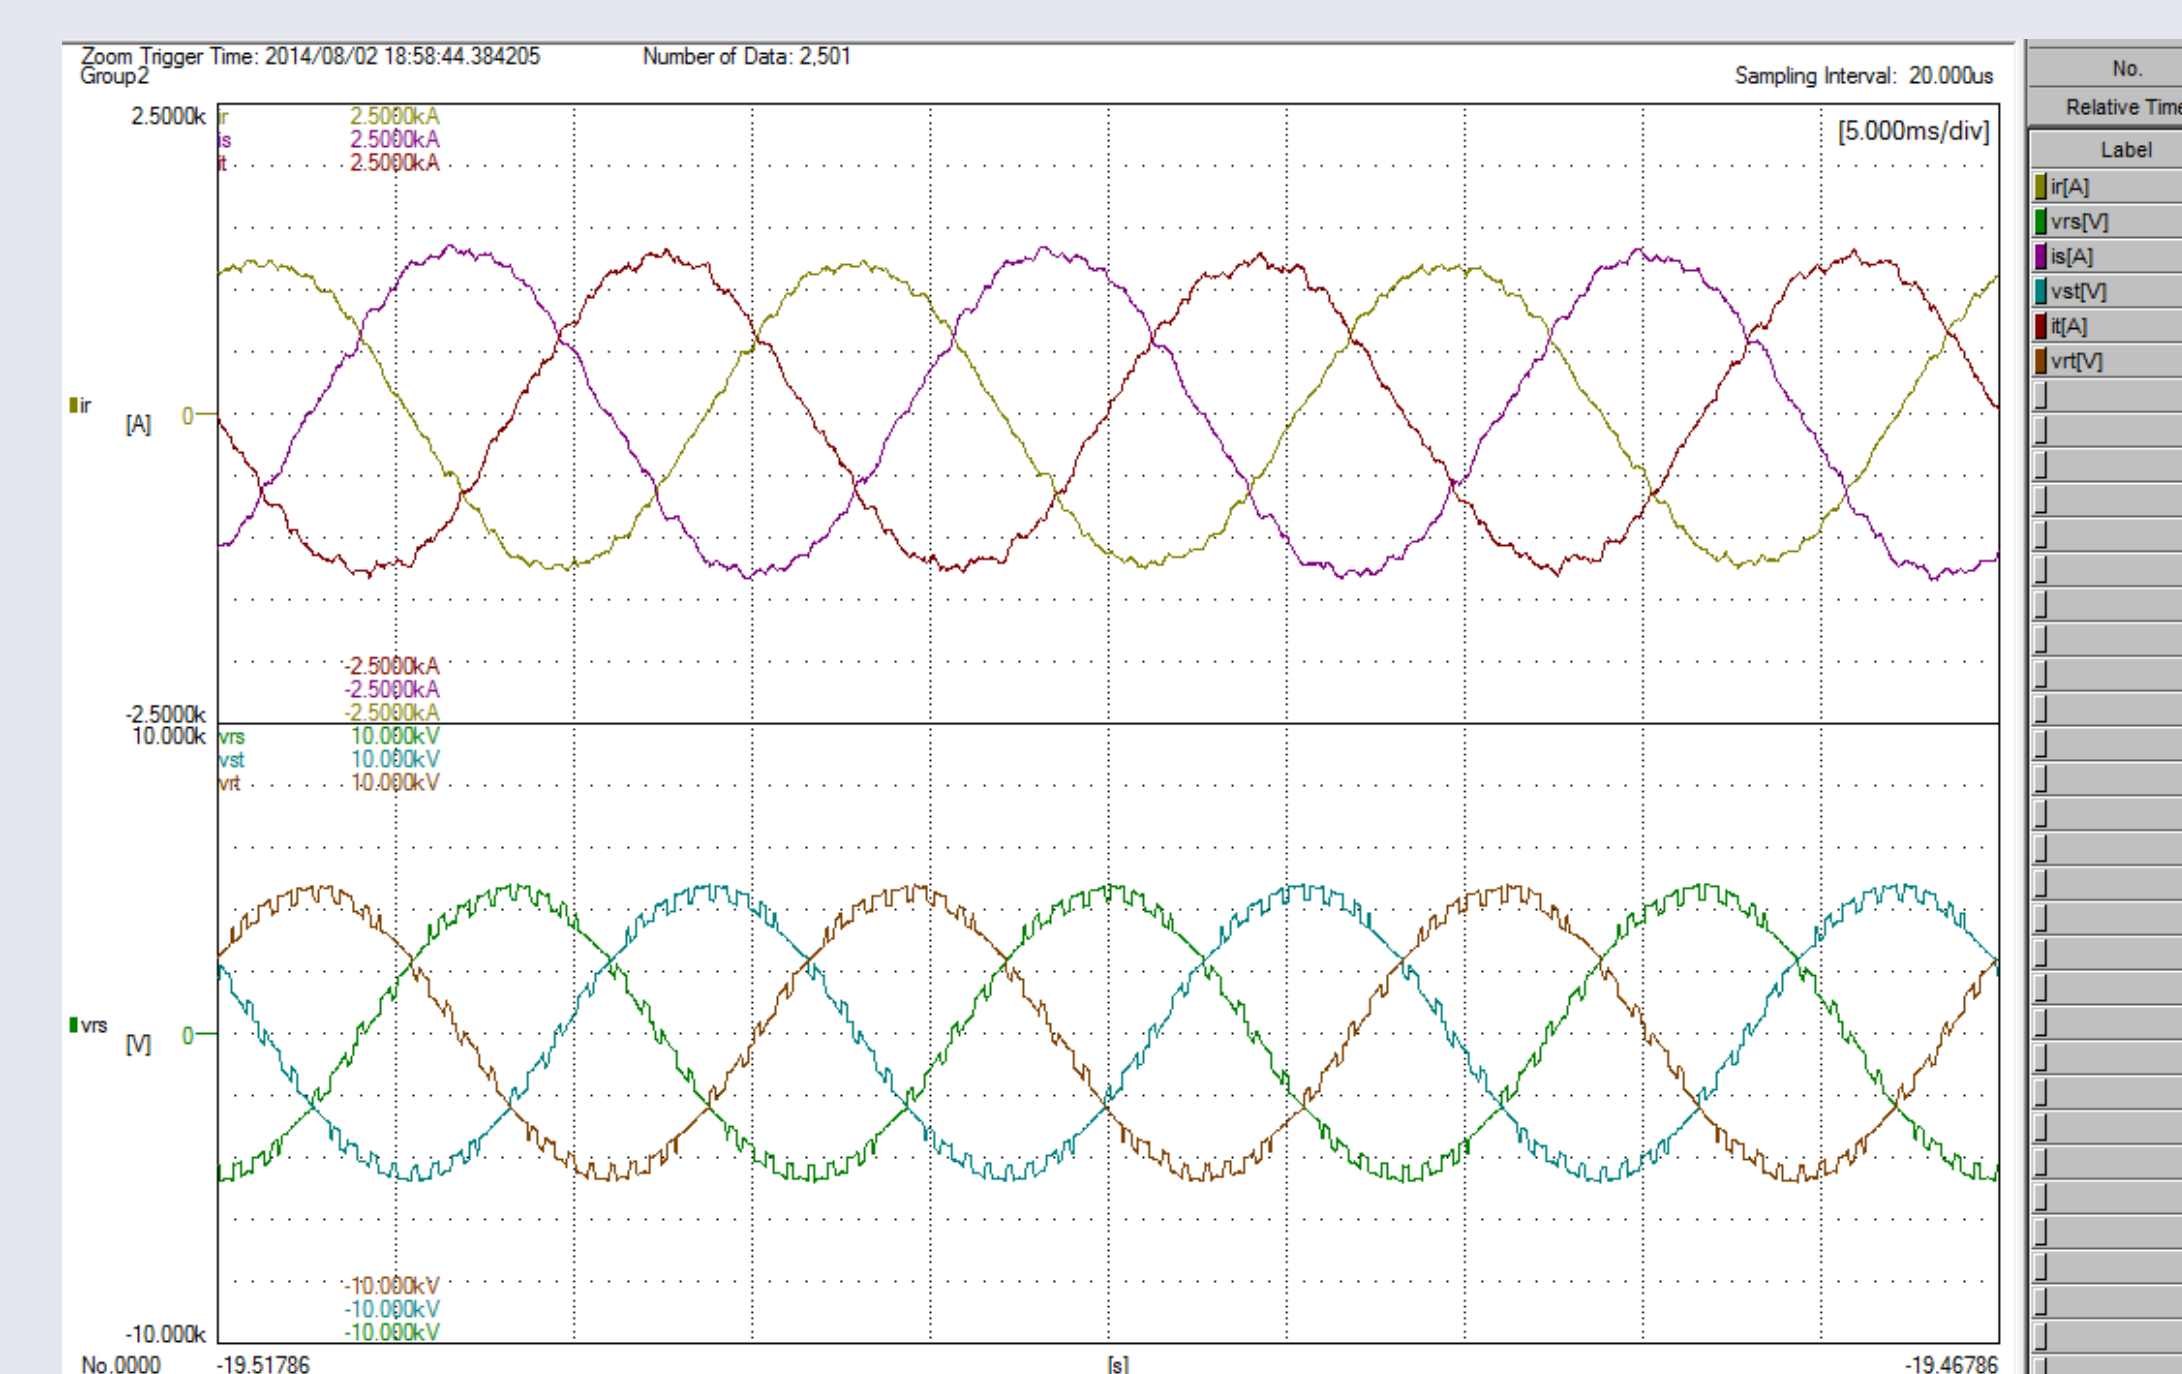 Zoom Trigger Time: 2014/08/02 18:58:44.384205 Number of Data: 2,501
Group2 Sampling Interval: 20.000us
No.
Relative Time
Label
ir[A]
vrs[V]
is[A]
vst[V]
it[A]
vrt[V]
2.5000k
ir 2.5000kA
is 2.5000kA
it 2.5000kA
[5.000ms/div]
ir [A] 0
-2.5000kA
-2.5000kA
-2.5000kA
-2.5000k
10.000k
vrs 10.000kV
vst 10.000kV
vrt 10.000kV
vrs [V] 0
-10.000kV
-10.000kV
-10.000kV
-10.000k
No.0000 -19.51786 [s] -19.46786